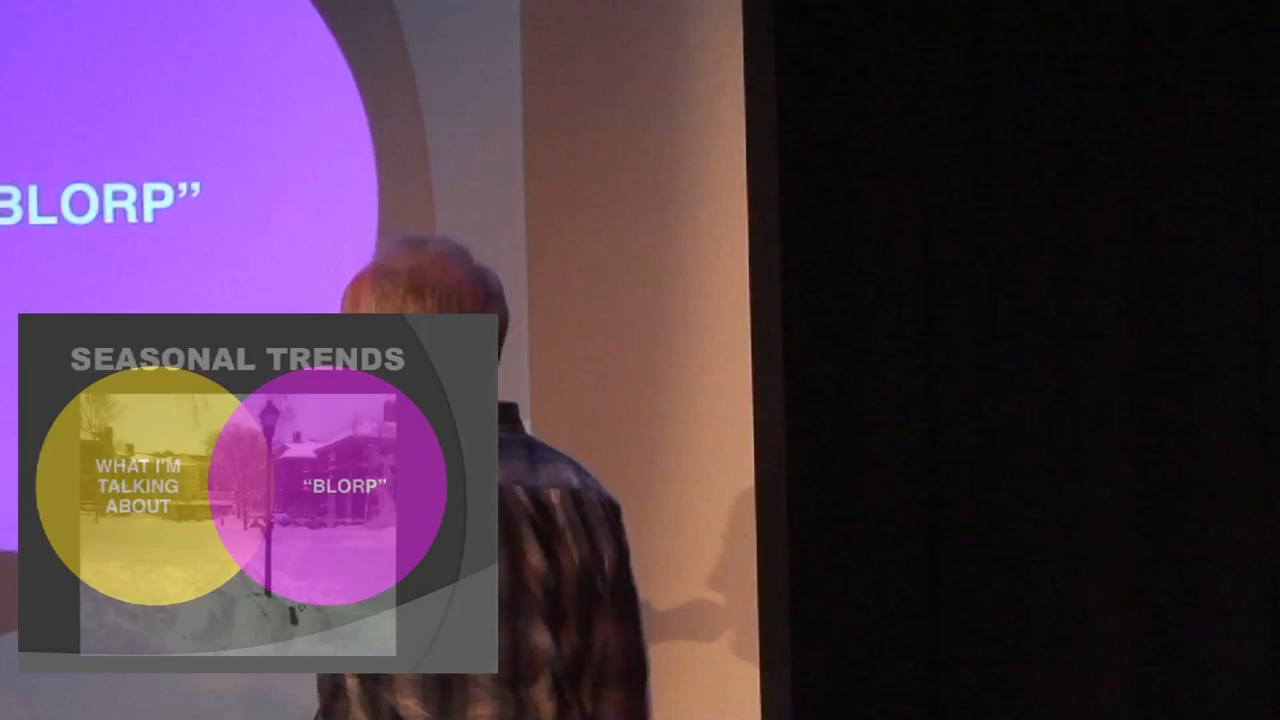 BLORP”
SEASONAL TRENDS
WHAT I'M
TALKING
ABOUT
“BLORP”